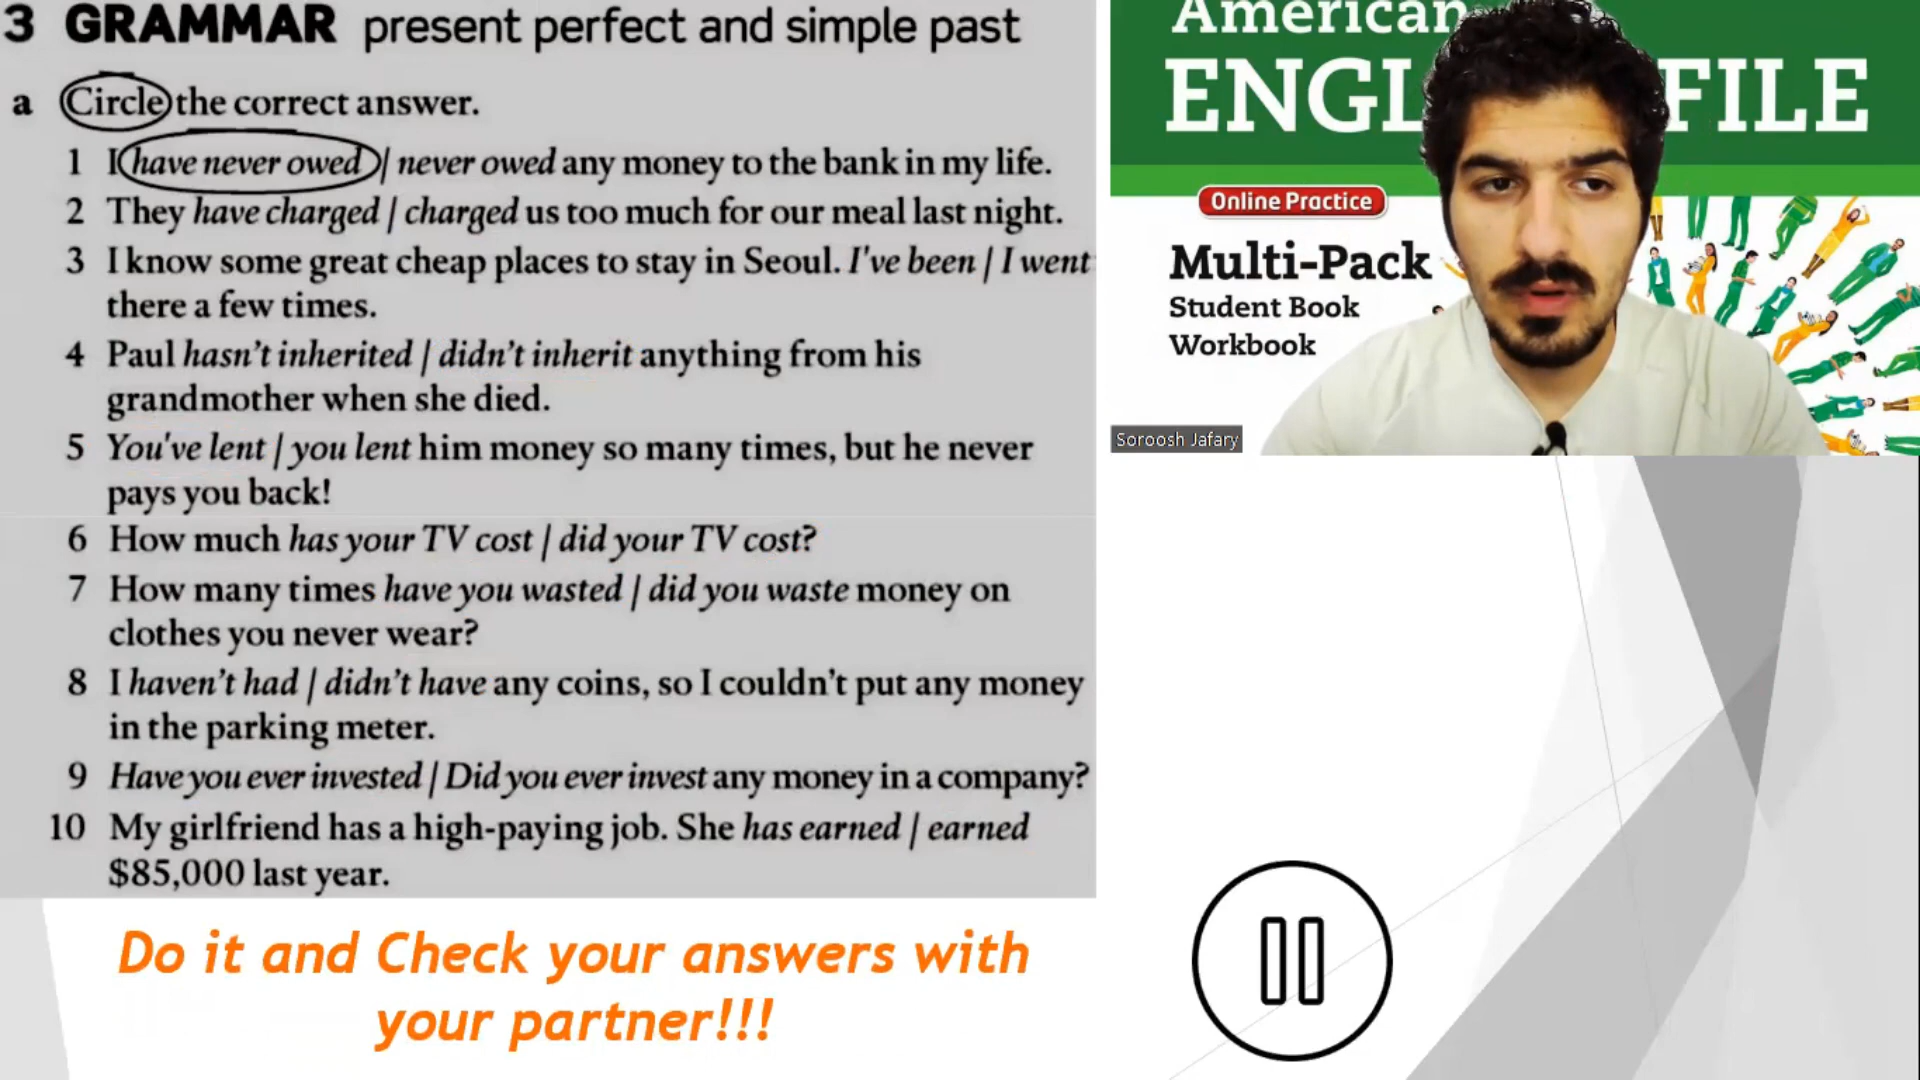 3 GRAMMAR present perfect and simple past
a Circle the correct answer.
1 I have never owed | never owed any money to the bank in my life.
2 They have charged | charged us too much for our meal last night.
3 I know some great cheap places to stay in Seoul. I've been | I went
there a few times.
4 Paul hasn't inherited | didn't inherit anything from his
grandmother when she died.
5 You've lent | you lent him money so many times, but he never
pays you back!
6 How much has your TV cost | did your TV cost?
7 How many times have you wasted | did you waste money on
clothes you never wear?
8 I haven't had | didn't have any coins, so I couldn't put any money
in the parking meter.
9 Have you ever invested | Did you ever invest any money in a company?
10 My girlfriend has a high-paying job. She has earned | earned
$85,000 last year.
Do it and Check your answers with
your partner!!!
American
ENGL FILE
Online Practice
Multi-Pack
Student Book
Workbook
Soroosh Jafary